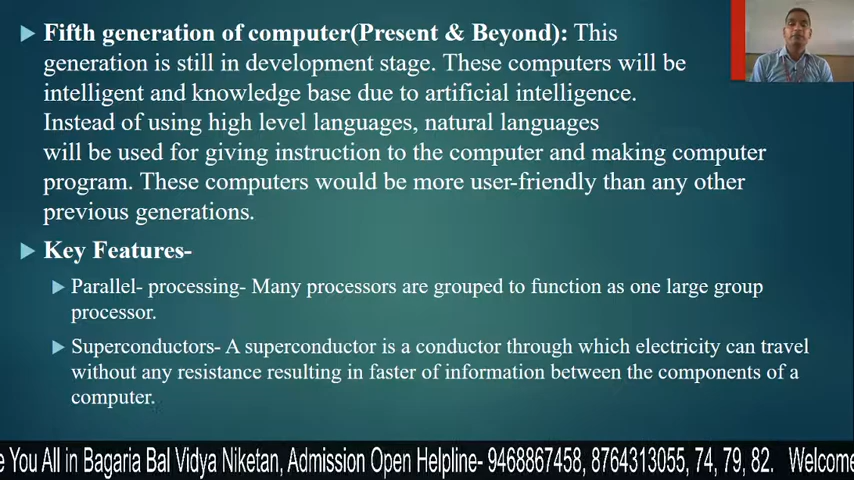 Fifth generation of computer(Present & Beyond): This
generation is still in development stage. These computers will be
intelligent and knowledge base due to artificial intelligence.
Instead of using high level languages, natural languages
will be used for giving instruction to the computer and making computer
program. These computers would be more user-friendly than any other
previous generations.
Key Features-
Parallel- processing- Many processors are grouped to function as one large group
processor.
Superconductors- A superconductor is a conductor through which electricity can travel
without any resistance resulting in faster of information between the components of a
computer.
e You All in Bagaria Bal Vidya Niketan, Admission Open Helpline- 9468867458, 8764313055, 74, 79, 82. Welcome